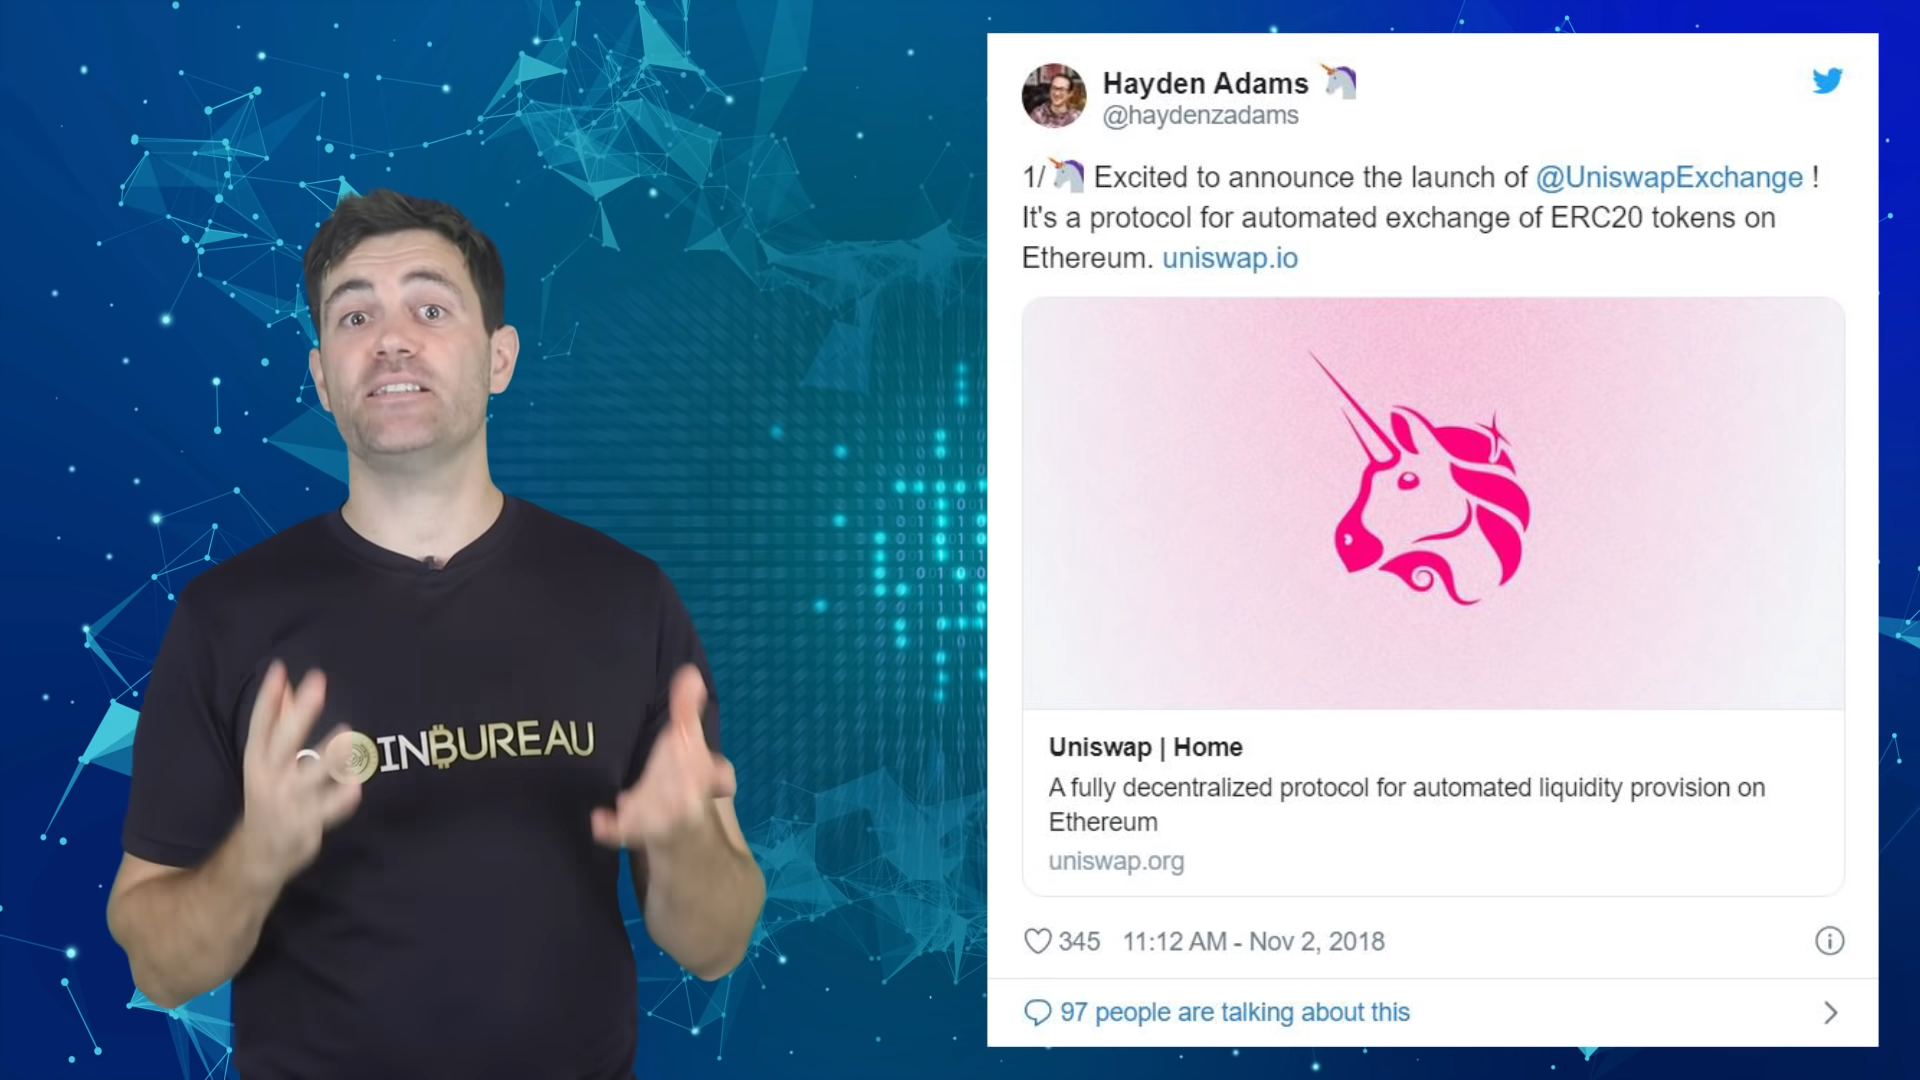 Hayden Adams 🦄
@haydenzadams
1/🦄 Excited to announce the launch of @UniswapExchange !
It's a protocol for automated exchange of ERC20 tokens on
Ethereum. uniswap.io
Uniswap | Home
A fully decentralized protocol for automated liquidity provision on
Ethereum
uniswap.org
345 11:12 AM - Nov 2, 2018
97 people are talking about this
COINBUREAU